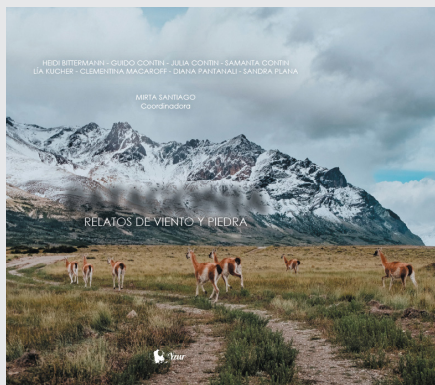 HEIDI BITTERMANN - GUIDO CONTIN - JULIA CONTIN - SAMANTA CONTIN
LÍA KUCHER - CLEMENTINA MACAROFF - DIANA PANTANALI - SANDRA PLANA
MIRTA SANTIAGO
Coordinadora
RELATOS DE VIENTO Y PIEDRA